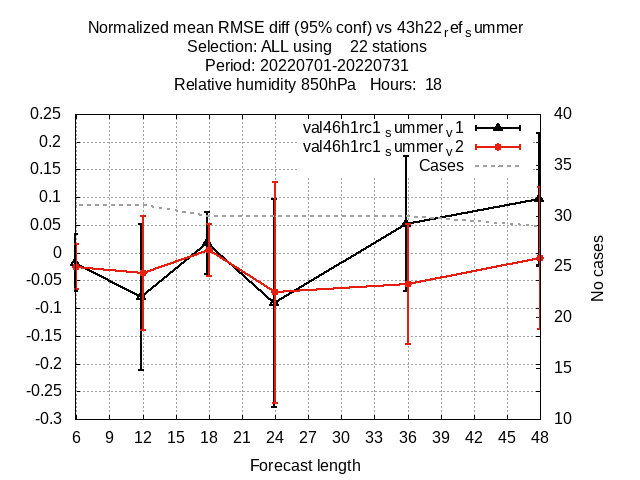 Normalized mean RMSE diff (95% conf) vs 43h22_ref_summer
Selection: ALL using 22 stations
Period: 20220701-20220731
Relative humidity 850hPa Hours: 18
val46h1rc1_summer_v1
val46h1rc1_summer_v2
Cases
0.25
0.2
0.15
0.1
0.05
0
-0.05
-0.1
-0.15
-0.2
-0.25
-0.3
40
35
30
25
20
15
10
No cases
6 9 12 15 18 21 24 27 30 33 36 39 42 45 48
Forecast length